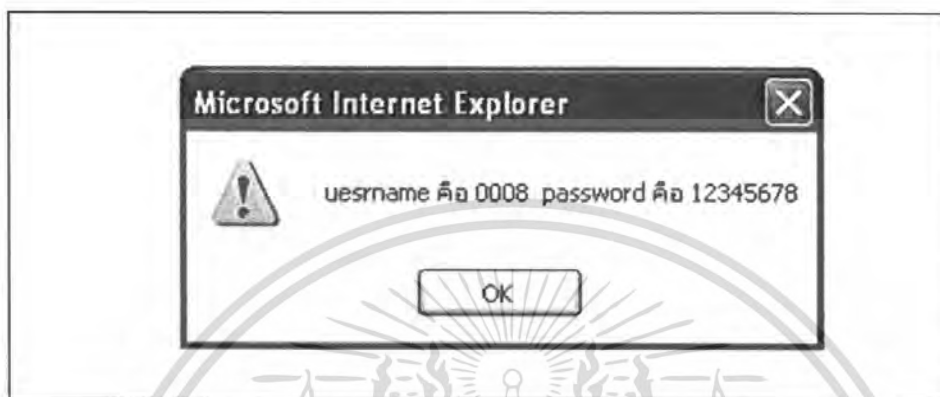 Microsoft Internet Explorer
uesrname คือ 0008 password คือ 12345678
OK